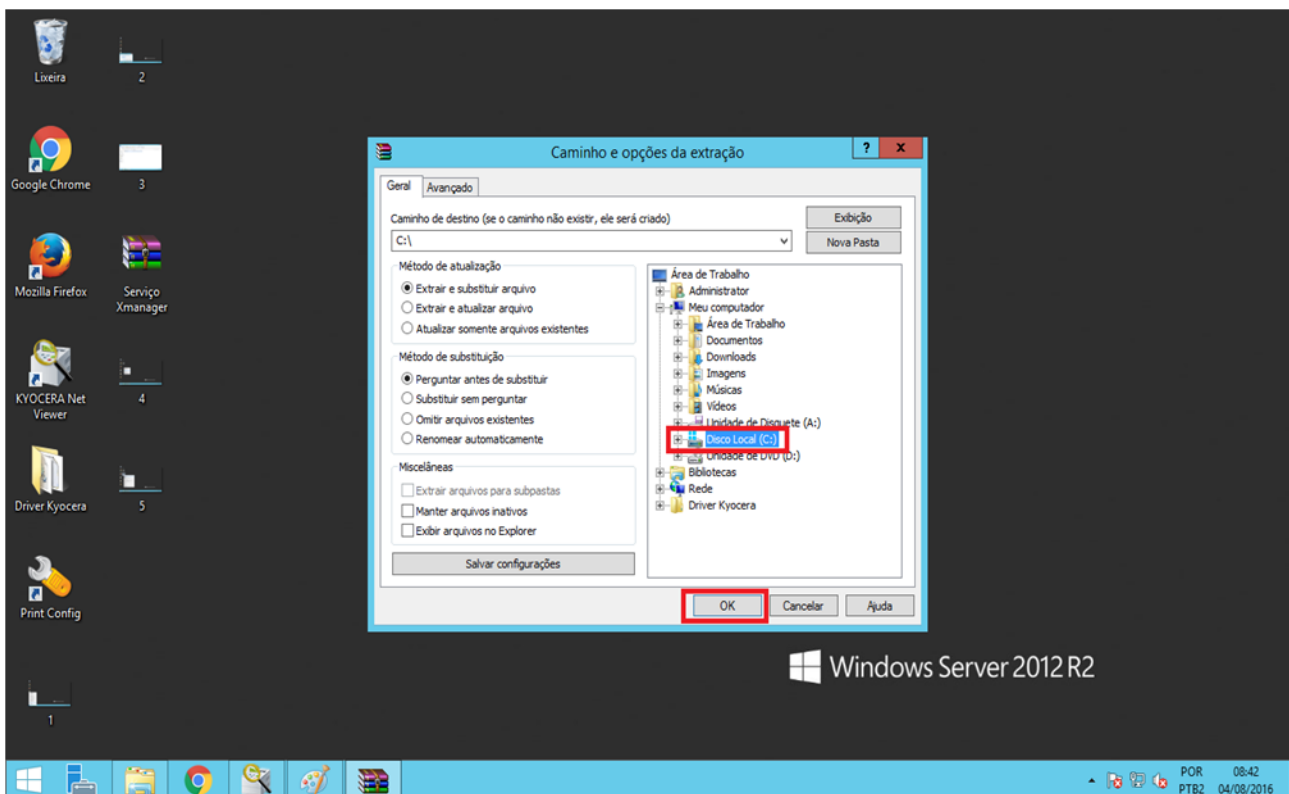 Lixeira
2
Google Chrome
3
Mozilla Firefox
Serviço
Xmanager
KYOCERA Net
Viewer
4
Driver Kyocera
5
Print Config
1
Caminho e opções da extração
?
x
Geral
Avançado
Caminho de destino (se o caminho não existir, ele será criado)
Exibição
C:\
Nova Pasta
Método de atualização
Extrair e substituir arquivo
Extrair e atualizar arquivo
Atualizar somente arquivos existentes
Método de substituição
Perguntar antes de substituir
Substituir sem perguntar
Omitir arquivos existentes
Renomear automaticamente
Miscelâneas
Extrair arquivos para subpastas
Manter arquivos inativos
Exibir arquivos no Explorer
Salvar configurações
Área de Trabalho
Administrator
Meu computador
Área de Trabalho
Documentos
Downloads
Imagens
Músicas
Vídeos
Unidade de Disquete (A:)
Disco Local (C:)
Unidade de DVD (D:)
Bibliotecas
Rede
Driver Kyocera
OK
Cancelar
Ajuda
Windows Server 2012 R2
POR
PTB2
08:42
04/08/2016